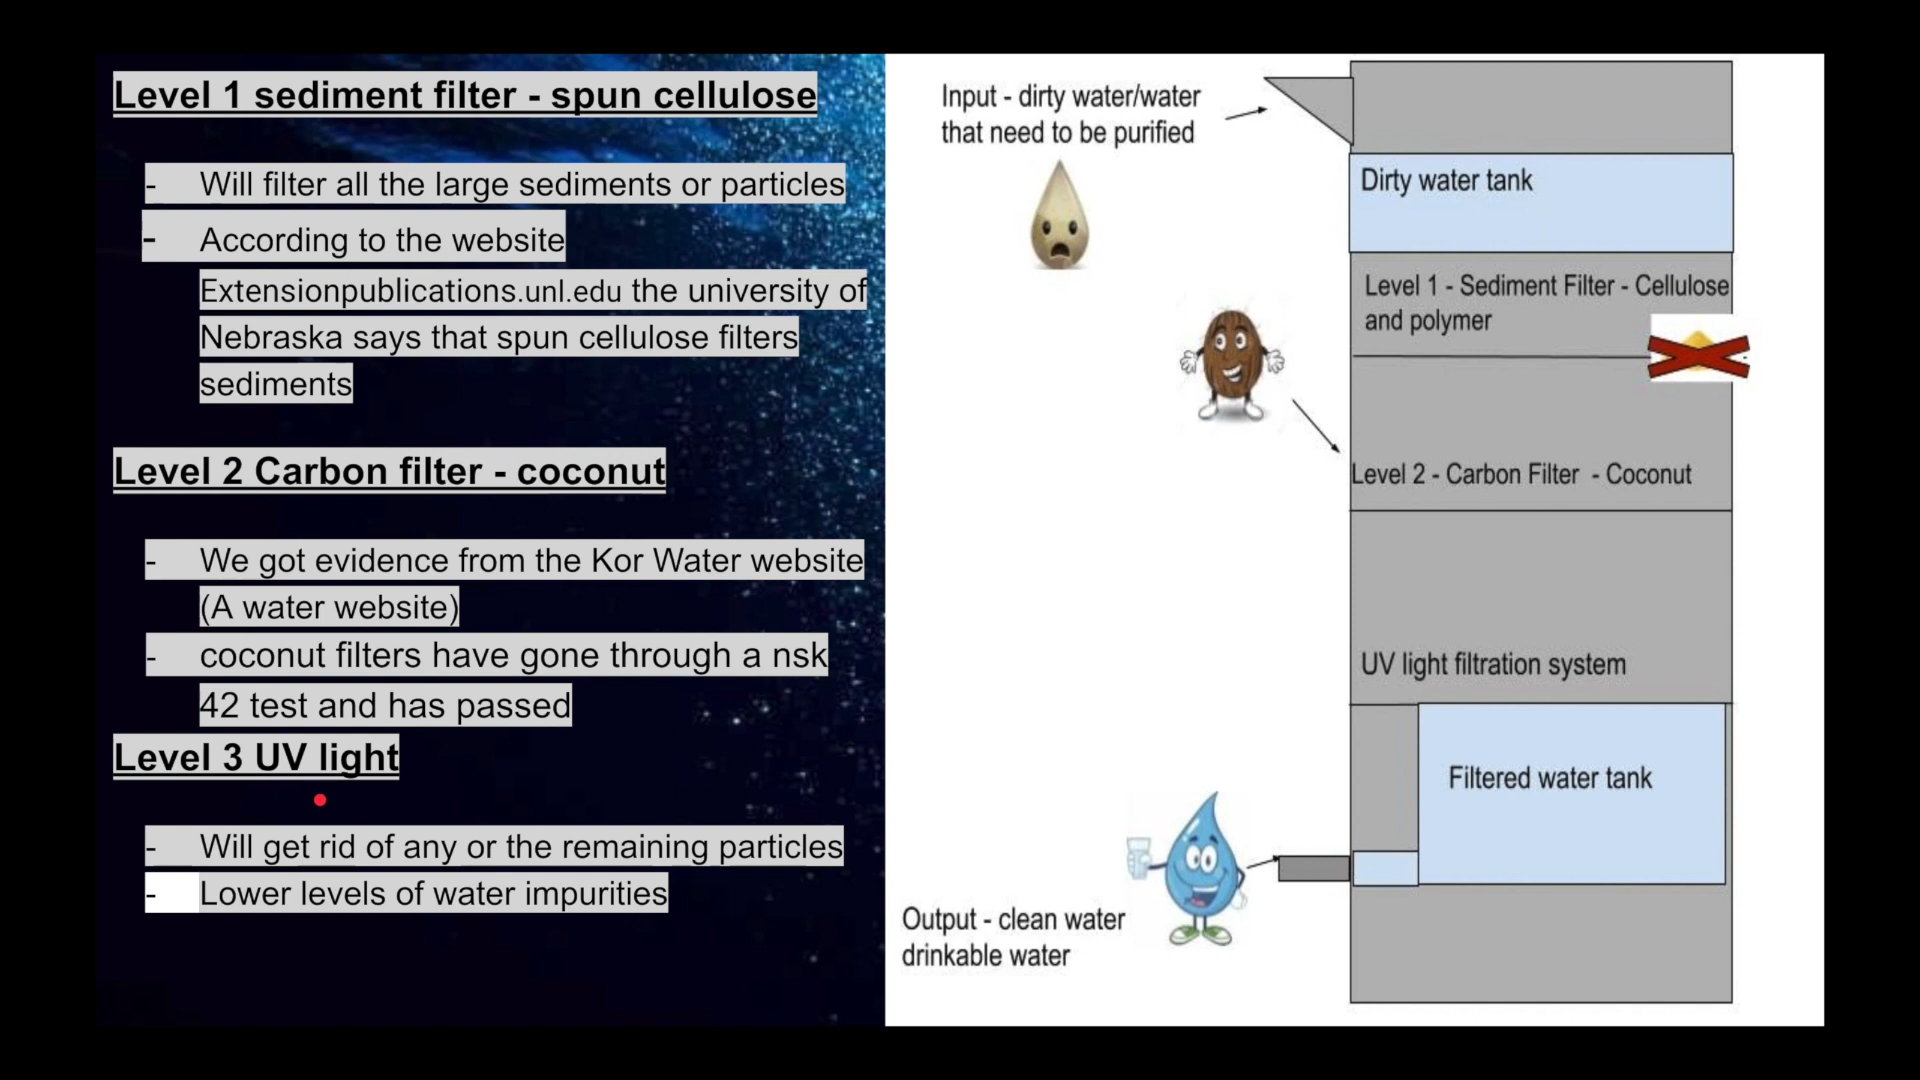 Level 1 sediment filter - spun cellulose
- Will filter all the large sediments or particles
- According to the website
Extensionpublications.unl.edu the university of
Nebraska says that spun cellulose filters
sediments
Level 2 Carbon filter - coconut
- We got evidence from the Kor Water website
(A water website)
- coconut filters have gone through a nsk
42 test and has passed
Level 3 UV light
- Will get rid of any or the remaining particles
- Lower levels of water impurities
Input - dirty water/water
that need to be purified
Dirty water tank
Level 1 - Sediment Filter - Cellulose
and polymer
Level 2 - Carbon Filter - Coconut
UV light filtration system
Filtered water tank
Output - clean water
drinkable water